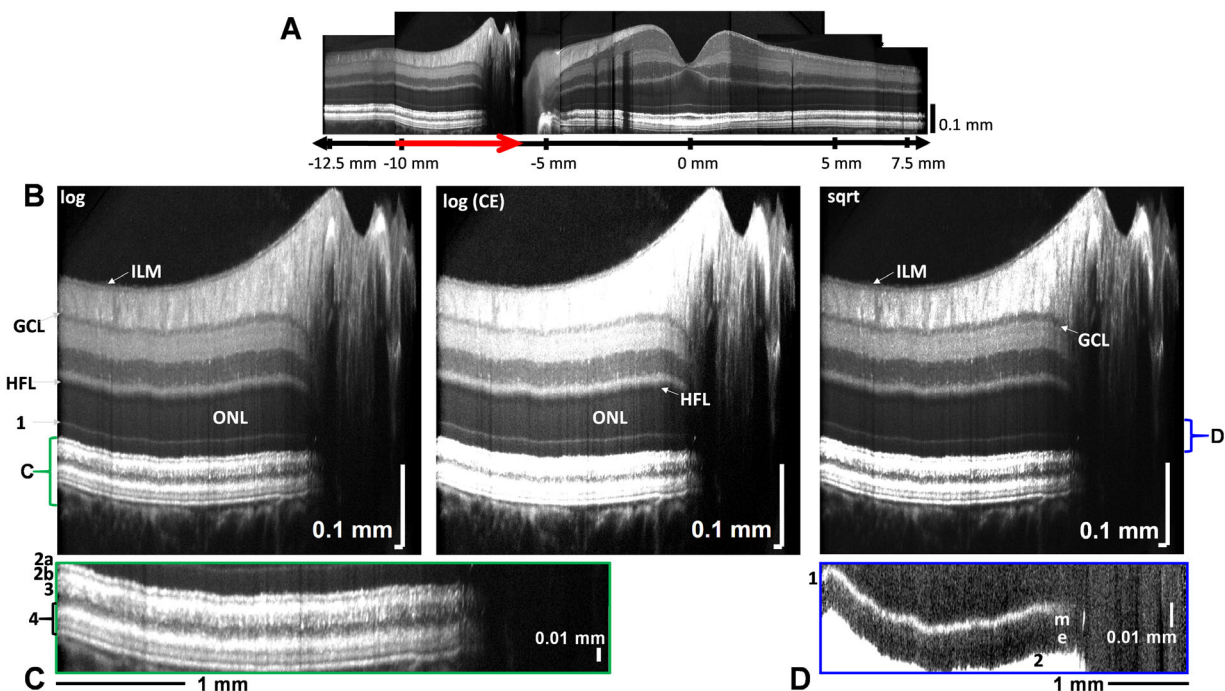 A
0.1 mm
-12.5 mm -10 mm -5 mm 0 mm 5 mm 7.5 mm
B
log
log (CE)
sqrt
ILM
ILM
GCL
GCL
HFL
HFL
1
ONL
ONL
D
C
0.1 mm
0.1 mm
0.1 mm
2a
2b
3
4
0.01 mm
1
m
e
0.01 mm
2
C
1 mm
D
1 mm